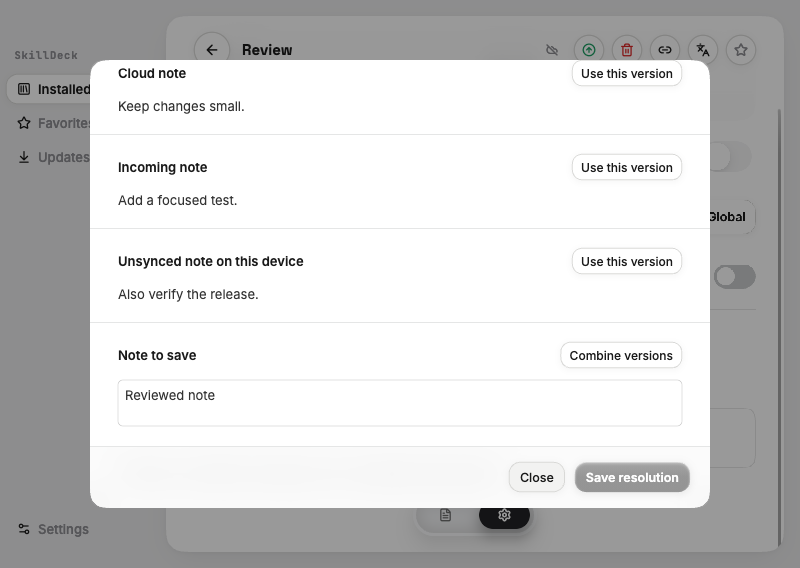 SkillDeck
Review
Installed
Favorites
Updates
Cloud note
Use this version
Keep changes small.
Incoming note
Use this version
Add a focused test.
Global
Unsynced note on this device
Use this version
Also verify the release.
Note to save
Combine versions
Reviewed note
Close
Save resolution
Settings